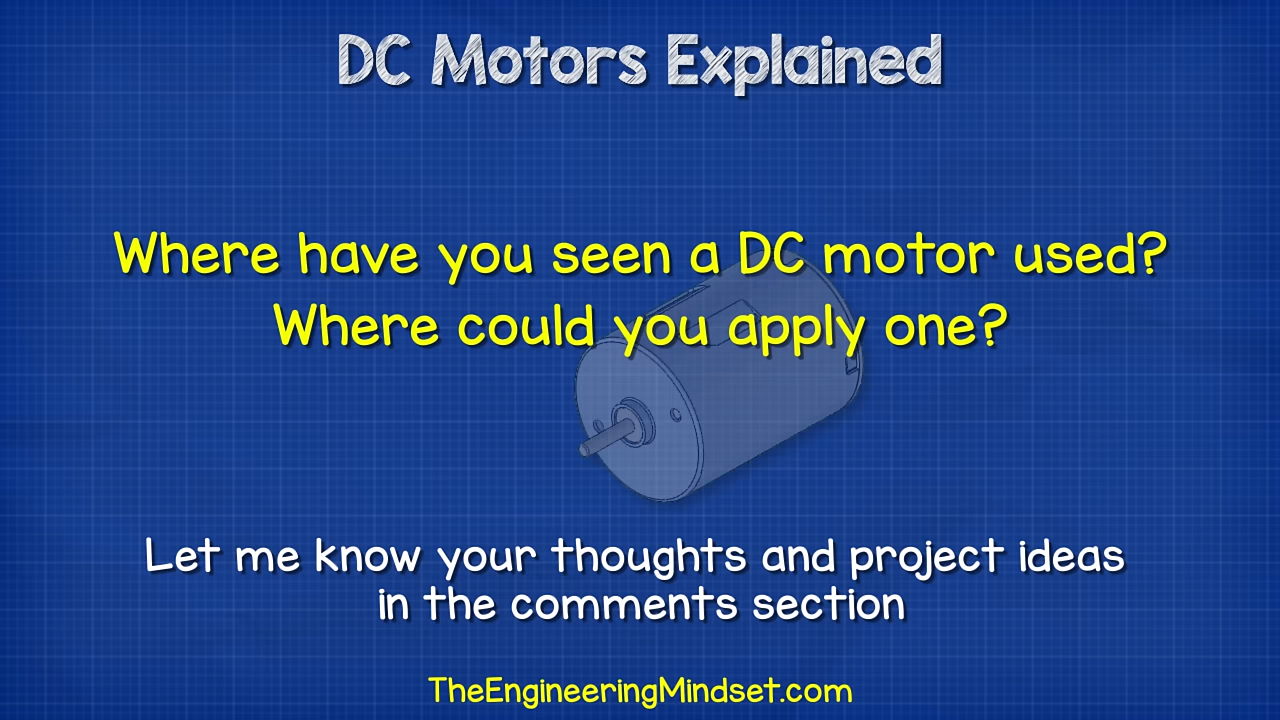 DC Motors Explained
Where have you seen a DC motor used?
Where could you apply one?
Let me know your thoughts and project ideas
in the comments section
TheEngineeringMindset.com